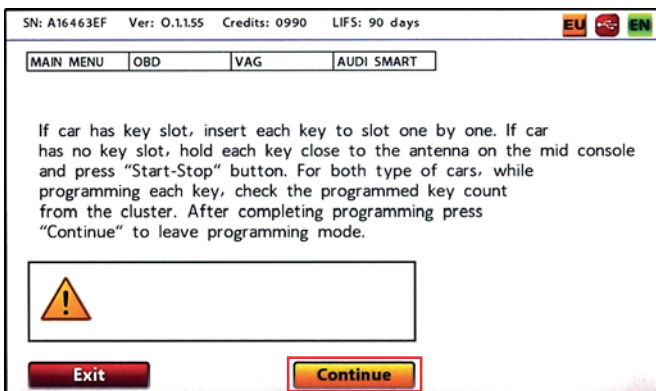 SN: A16463EF Ver: 0.1.1.55 Credits: 0990 LIFS: 90 days EU EN
MAIN MENU OBD VAG AUDI SMART
If car has key slot, insert each key to slot one by one. If car
has no key slot, hold each key close to the antenna on the mid console
and press “Start-Stop” button. For both type of cars, while
programming each key, check the programmed key count
from the cluster. After completing programming press
“Continue” to leave programming mode.
Exit Continue